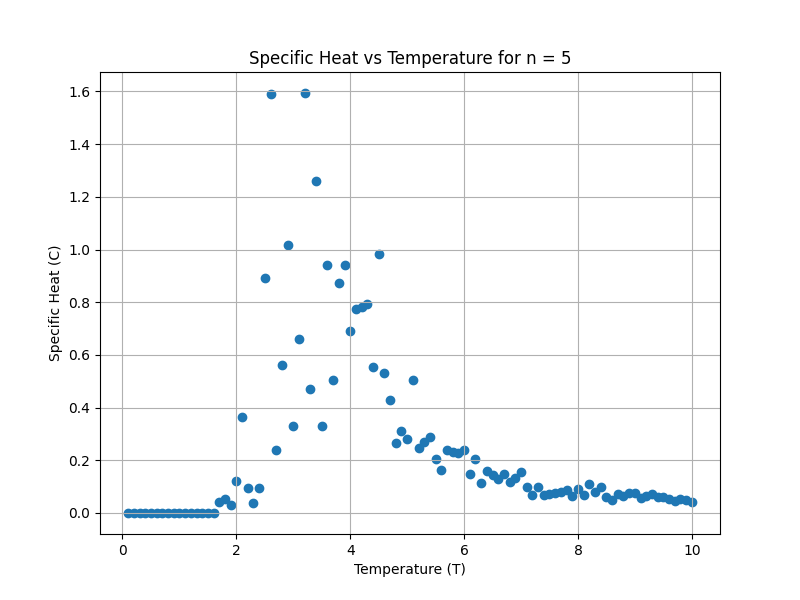 Specific Heat vs Temperature for n = 5
1.6
1.4
1.2
1.0
0.8
0.6
0.4
0.2
0.0
Specific Heat (C)
0 2 4 6 8 10
Temperature (T)